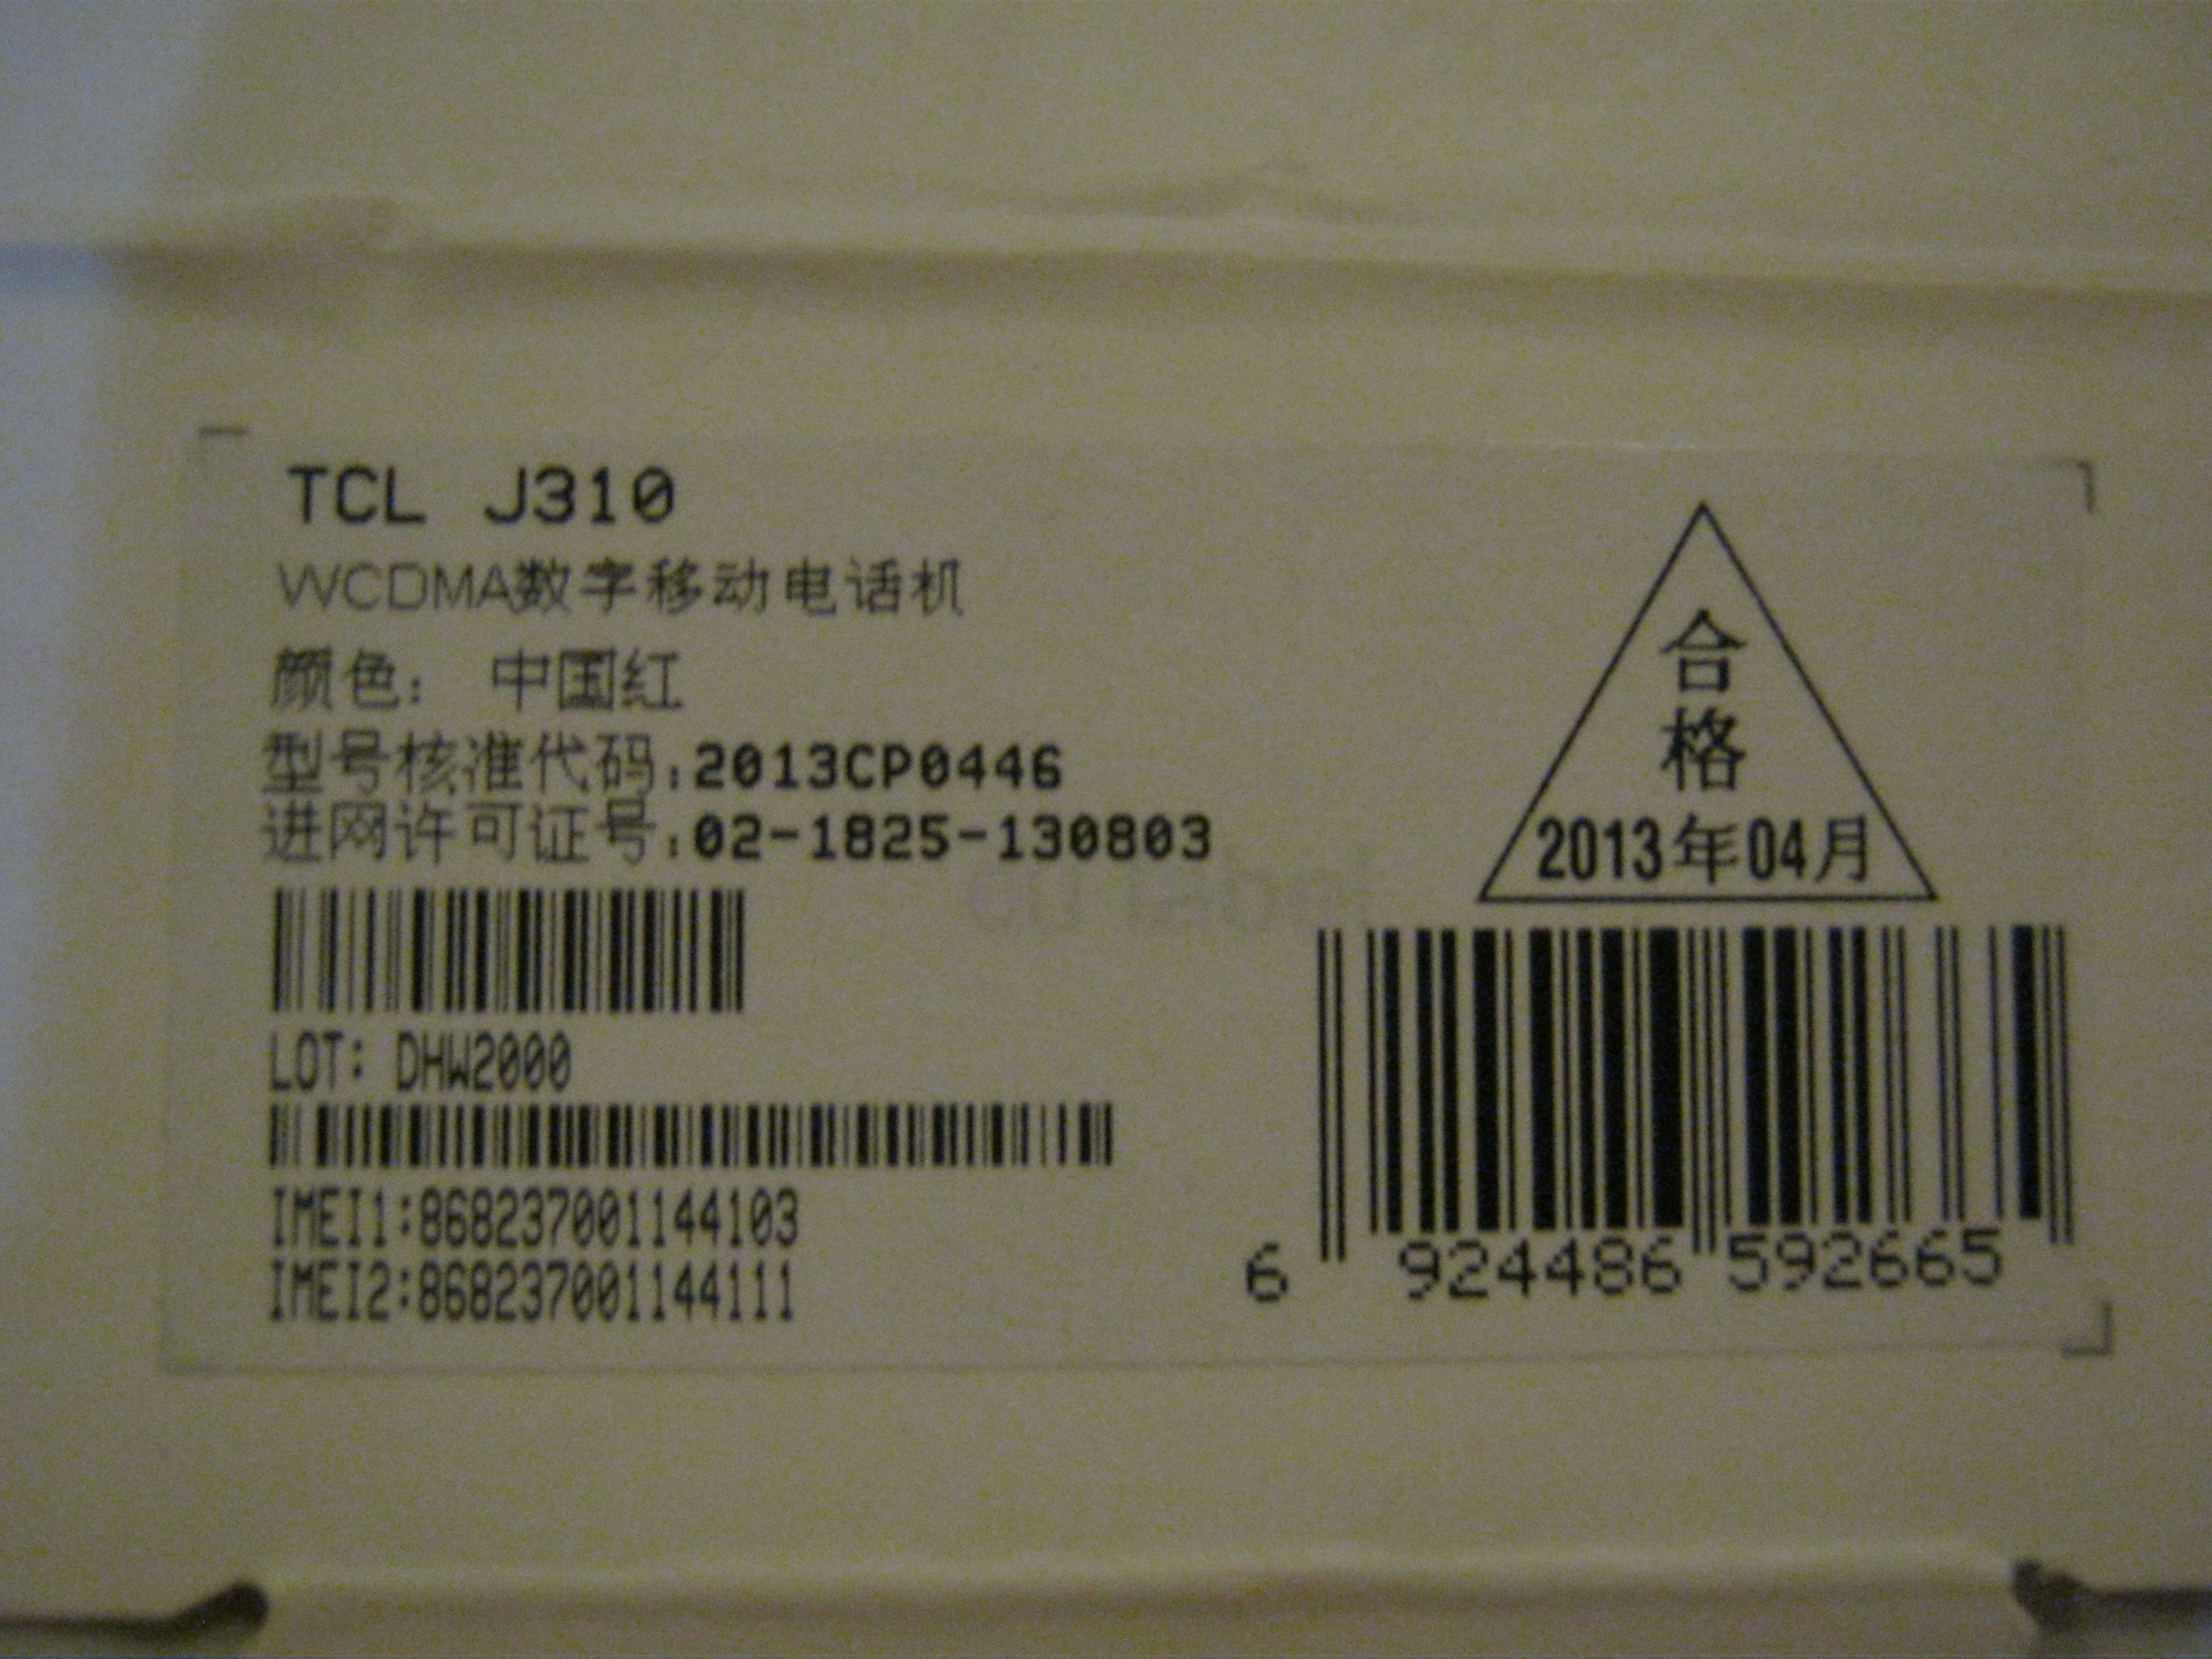 TCL J310
WCDMA数字移动电话机
颜色: 中国红
型号核准代码:2013CP0446
进网许可证号:02-1825-130803
LOT: DHW2000
IMEI1:868237001144103
IMEI2:868237001144111
合
格
2013年04月
6 924486 592665
CU label